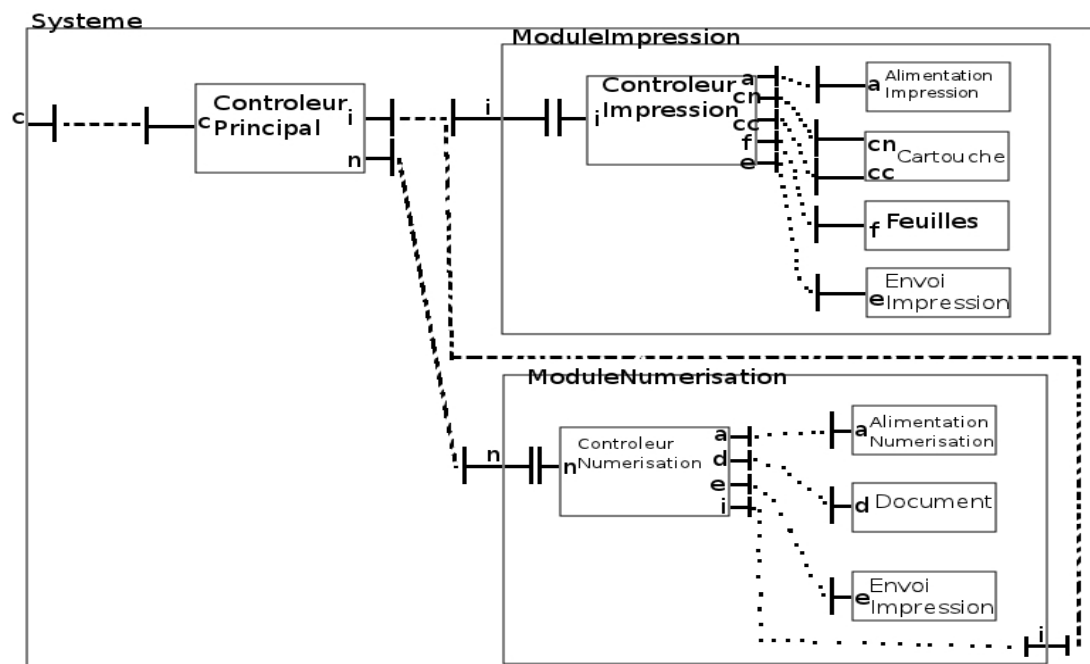 Systeme
ModuleImpression
c
c
Controleur
Principal
i
n
i
i
Controleur
Impression
a
cn
cc
f
e
a
Alimentation
Impression
cn
cc
Cartouche
f
Feuilles
e
Envoi
Impression
ModuleNumerisation
n
n
Controleur
Numerisation
a
d
e
i
a
Alimentation
Numerisation
d
Document
e
Envoi
Impression
i